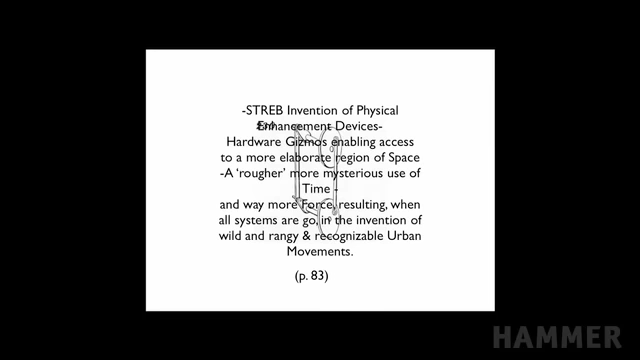 -STREB Invention of Physical
Enhancement Devices-
Hardware Gizmos enabling access
to a more elaborate region of Space
-A 'rougher' more mysterious use of
Time -
and way more Force, resulting, when
all systems are go, in the invention of
wild and rangy & recognizable Urban
Movements.
(p. 83)
HAMMER